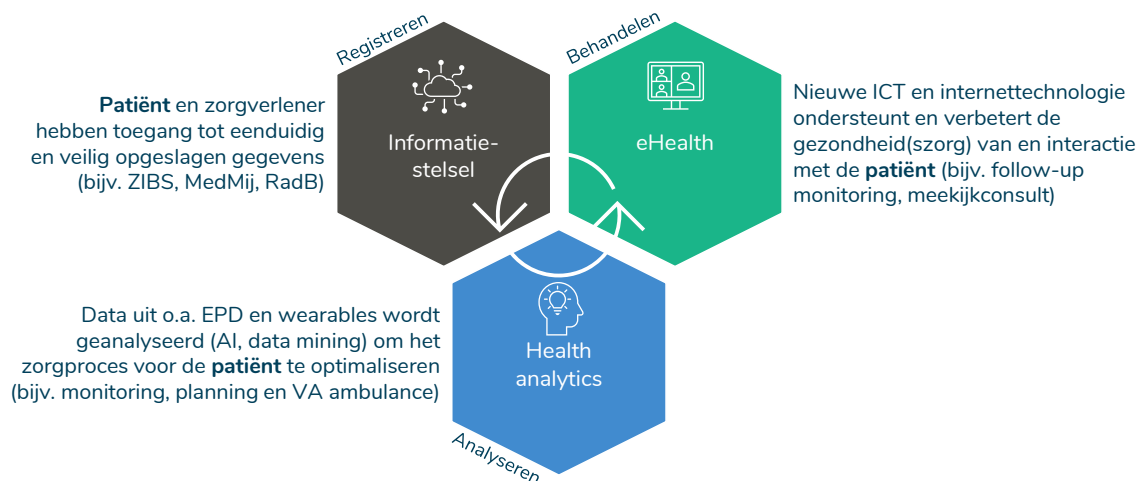 Registreren
Patiënt en zorgverlener
hebben toegang tot eenduidig
en veilig opgeslagen gegevens
(bijv. ZIBS, MedMij, RadB)
Informatie-
stelsel
Behandelen
eHealth
Nieuwe ICT en internettechnologie
ondersteunt en verbetert de
gezondheid(szorg) van en interactie
met de patiënt (bijv. follow-up
monitoring, meekijkconsult)
Data uit o.a. EPD en wearables wordt
geanalyseerd (AI, data mining) om het
zorgproces voor de patiënt te optimaliseren
(bijv. monitoring, planning en VA ambulance)
Health
analytics
Analyseren